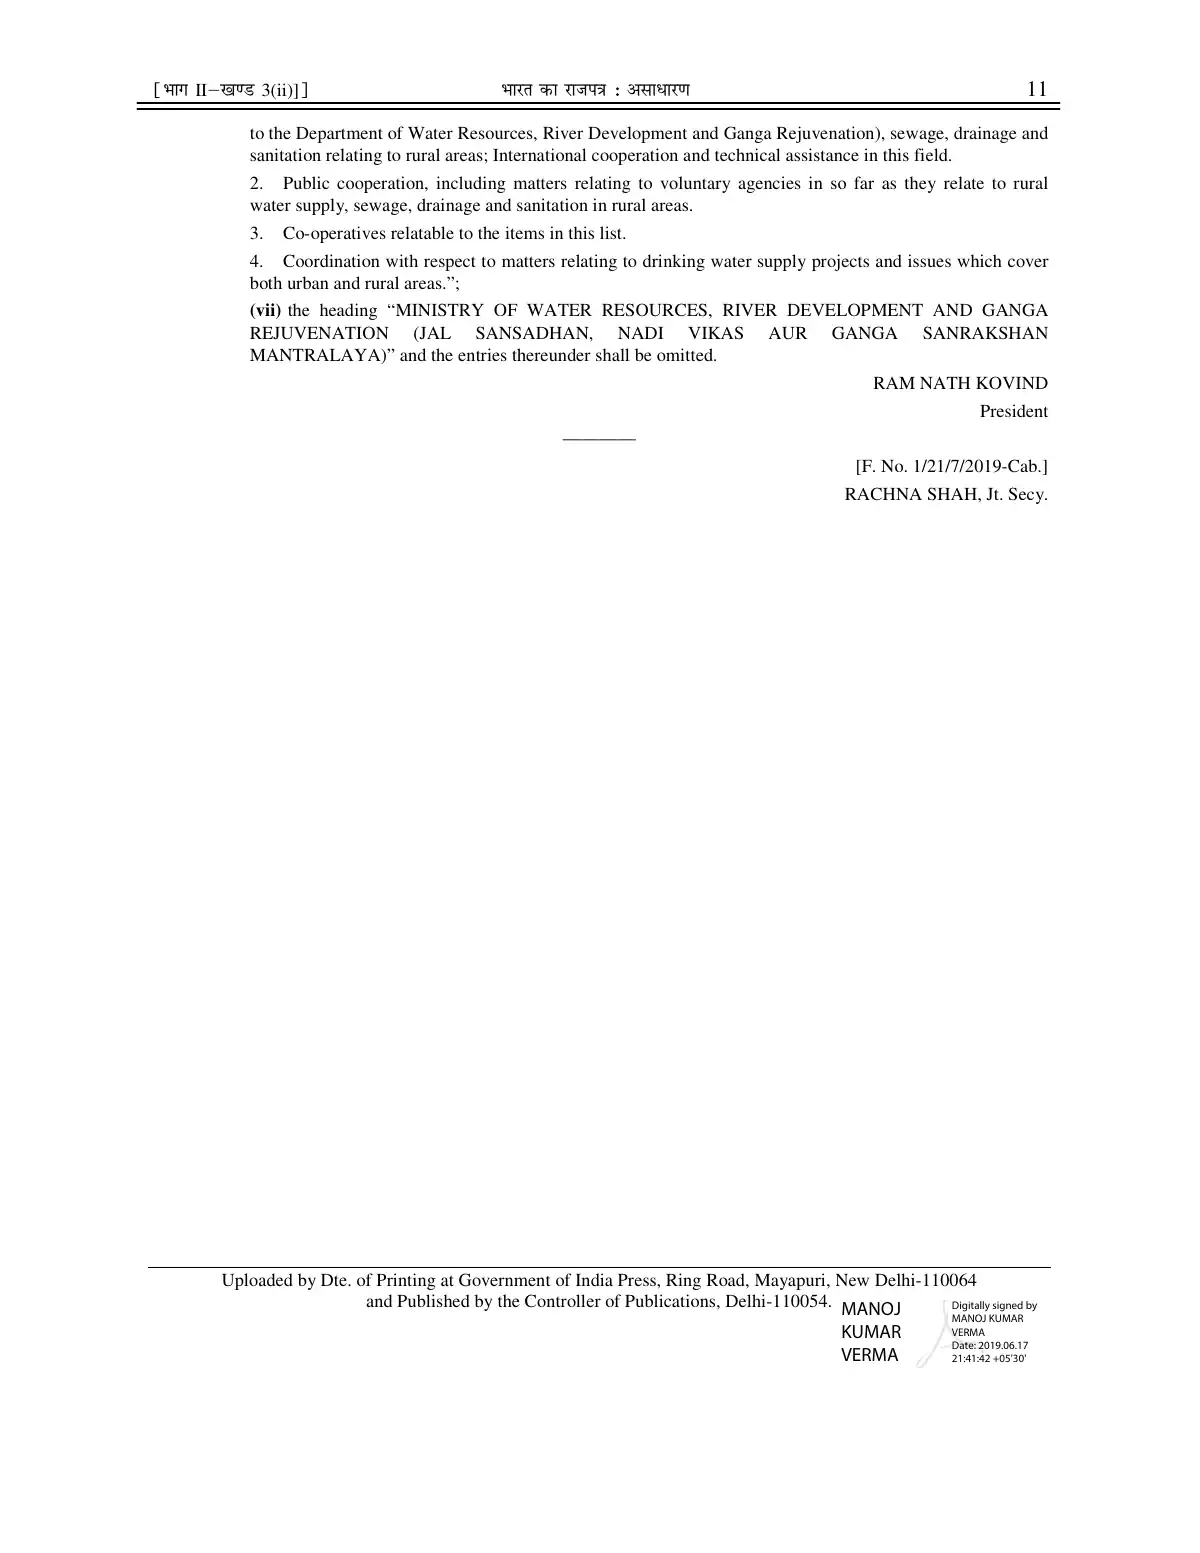 [ भाग II—खण्ड 3(ii)] ]
भारत का राजपत्र : असाधारण
11
to the Department of Water Resources, River Development and Ganga Rejuvenation), sewage, drainage and
sanitation relating to rural areas; International cooperation and technical assistance in this field.
2. Public cooperation, including matters relating to voluntary agencies in so far as they relate to rural
water supply, sewage, drainage and sanitation in rural areas.
3. Co-operatives relatable to the items in this list.
4. Coordination with respect to matters relating to drinking water supply projects and issues which cover
both urban and rural areas.”;
(vii) the heading “MINISTRY OF WATER RESOURCES, RIVER DEVELOPMENT AND GANGA
REJUVENATION (JAL SANSADHAN, NADI VIKAS AUR GANGA SANRAKSHAN
MANTRALAYA)” and the entries thereunder shall be omitted.
RAM NATH KOVIND
President
[F. No. 1/21/7/2019-Cab.]
RACHNA SHAH, Jt. Secy.
Uploaded by Dte. of Printing at Government of India Press, Ring Road, Mayapuri, New Delhi-110064
and Published by the Controller of Publications, Delhi-110054.
MANOJ
KUMAR
VERMA
Digitally signed by
MANOJ KUMAR
VERMA
Date: 2019.06.17
21:41:42 +05'30'